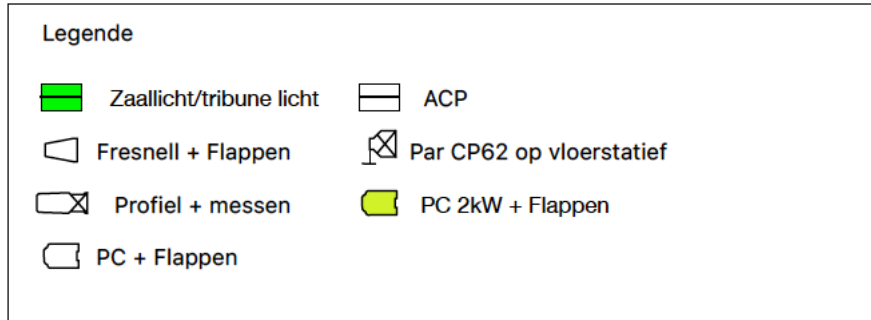 Legende
Zaallicht/tribune licht
ACP
Fresnell + Flappen
Par CP62 op vloerstatief
Profiel + messen
PC 2kW + Flappen
PC + Flappen